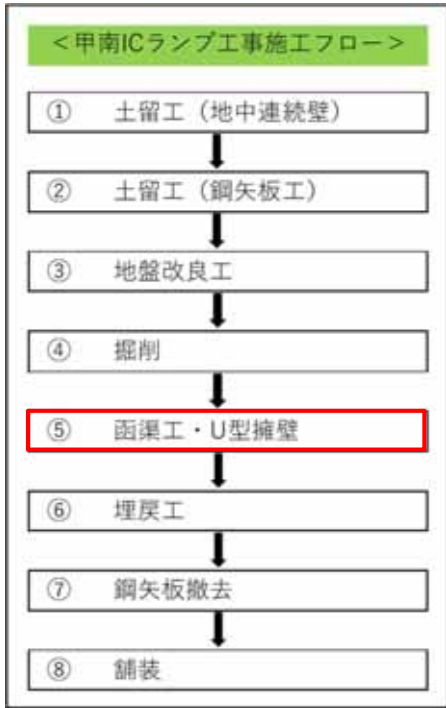 ＜甲南ICランプ工事施工フロー＞
① 土留工（地中連続壁）
② 土留工（鋼矢板工）
③ 地盤改良工
④ 掘削
⑤ 函渠工・U型擁壁
⑥ 埋戻工
⑦ 鋼矢板撤去
⑧ 舗装